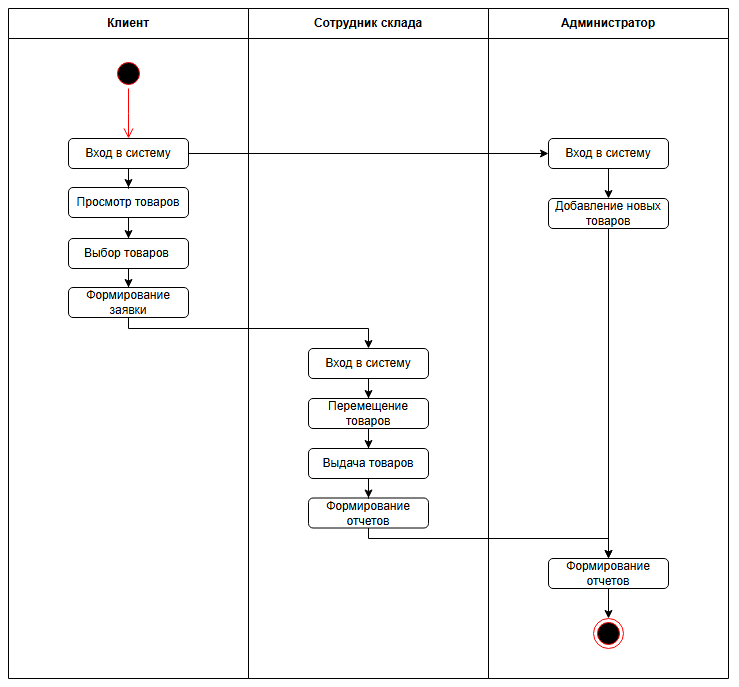 Клиент
Сотрудник склада
Администратор
Вход в систему
Вход в систему
Просмотр товаров
Добавление новых
товаров
Выбор товаров
Формирование
заявки
Вход в систему
Перемещение
товаров
Выдача товаров
Формирование
отчетов
Формирование
отчетов